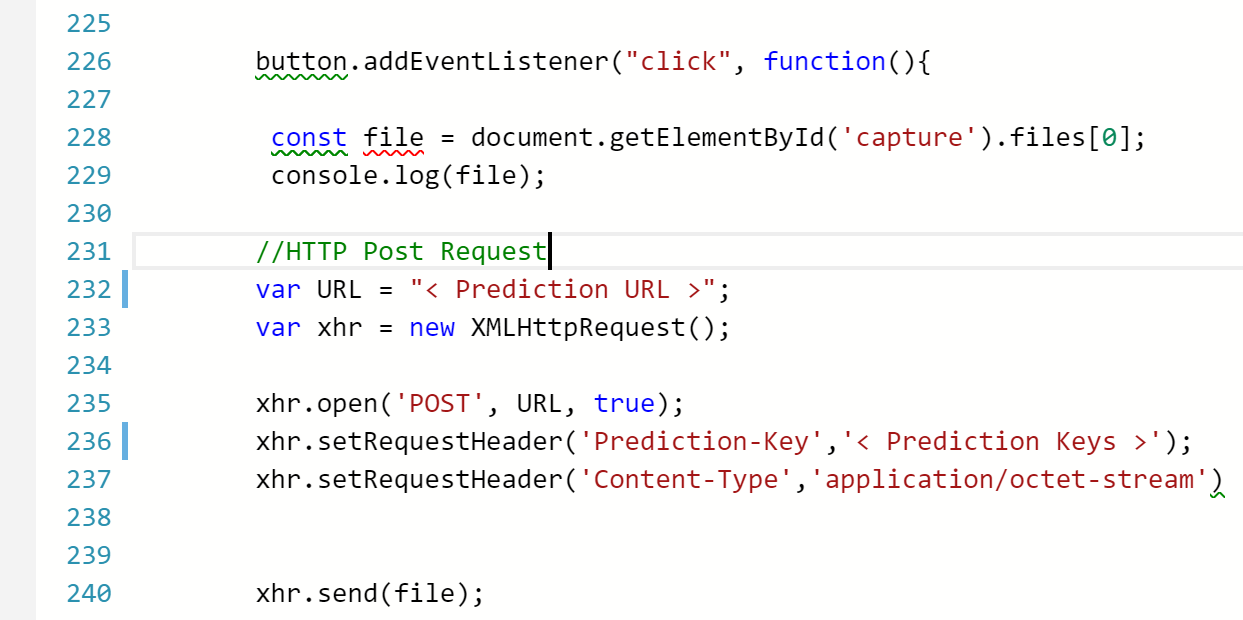 225
226 button.addEventListener("click", function(){
227
228 const file = document.getElementById('capture').files[0];
229 console.log(file);
230
231 //HTTP Post Request
232 var URL = "< Prediction URL >";
233 var xhr = new XMLHttpRequest();
234
235 xhr.open('POST', URL, true);
236 xhr.setRequestHeader('Prediction-Key','< Prediction Keys >');
237 xhr.setRequestHeader('Content-Type','application/octet-stream')
238
239
240 xhr.send(file);